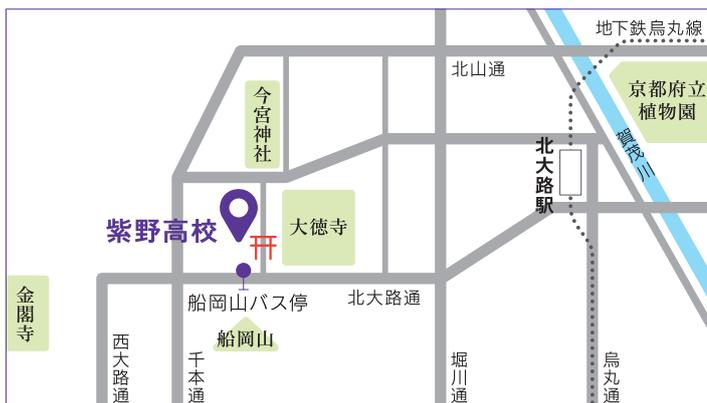 地下鉄烏丸線
北山通
京都府立
植物園
今宮神社
賀茂川
北大路駅
紫野高校
大徳寺
金閣寺
船岡山バス停
北大路通
船岡山
西大路通
千本通
堀川通
烏丸通